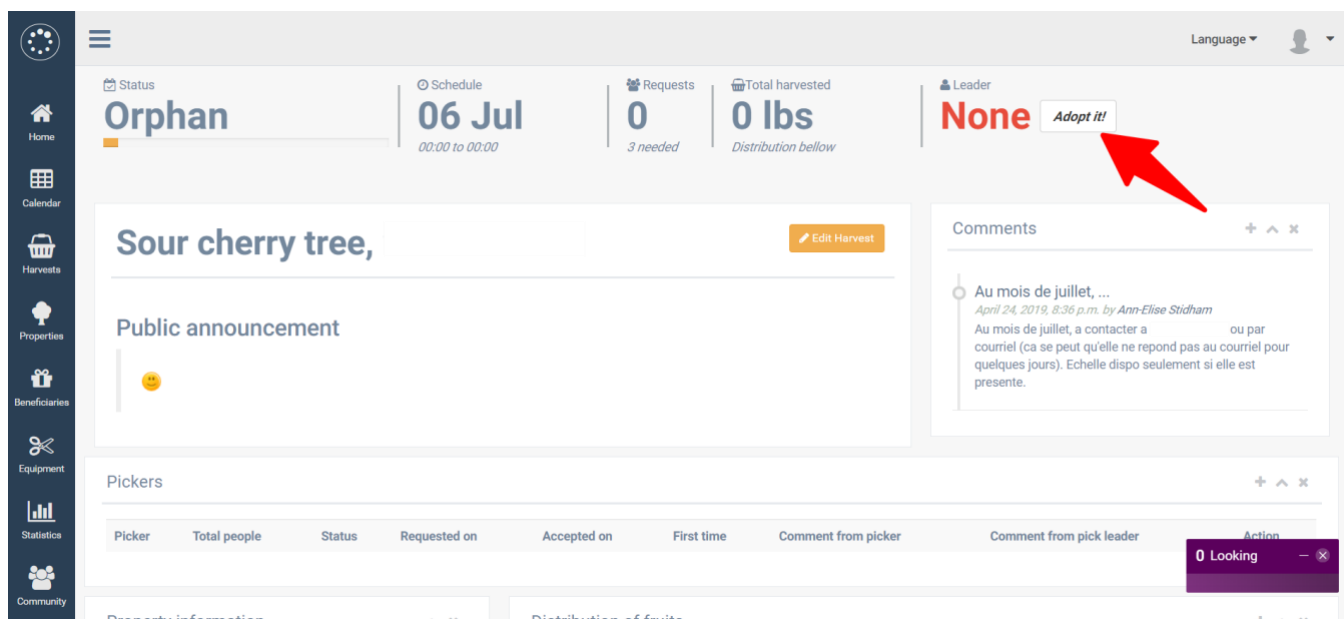 Language
Home
Calendar
Harvests
Properties
Beneficiaries
Equipment
Statistics
Community
Status
Orphan
Schedule
06 Jul
00:00 to 00:00
Requests
0
3 needed
Total harvested
0 lbs
Distribution bellow
Leader
None
Adopt it!
Sour cherry tree,
Edit Harvest
Public announcement
Comments
Au mois de juillet, ...
April 24, 2019, 8:36 p.m. by Ann-Elise Stidham
Au mois de juillet, a contacter a ou par
courriel (ca se peut qu'elle ne repond pas au courriel pour
quelques jours). Echelle dispo seulement si elle est
presente.
Pickers
Picker Total people Status Requested on Accepted on First time Comment from picker Comment from pick leader Action
0 Looking
Property information
Distribution of fruits